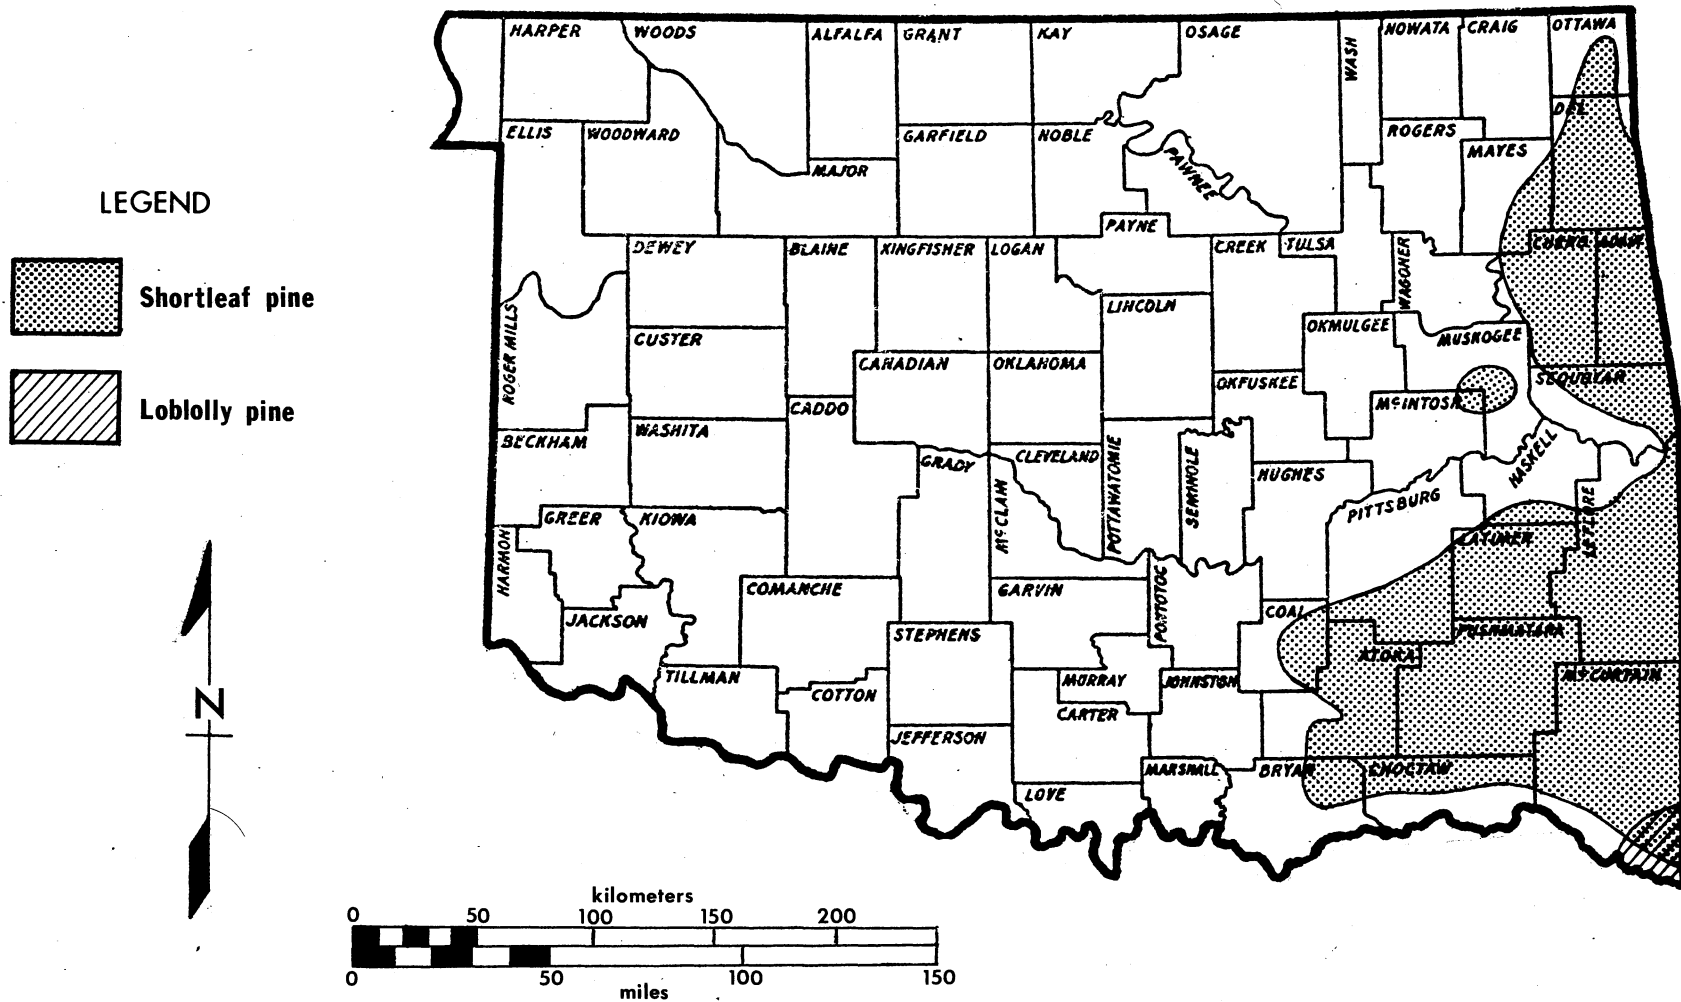 HARPER
WOODS
ALFALFA
GRANT
KAY
OSAGE
WASH
NOWATA
CRAIG
OTTAWA
DEL
ELLIS
WOODWARD
GARFIELD
NOBLE
ROGERS
MAYES
MAJOR
PAWNEE
LEGEND
Shortleaf pine
Loblolly pine
PAYNE
DEWEY
BLAINE
KINGFISHER
LOGAN
CREEK
TULSA
WAGONER
CHERO
ADAIR
LINCOLN
ROGER MILLS
CUSTER
OKMULGEE
MUSKOGEE
CANADIAN
OKLAHOMA
OKFUSKEE
SEQUOYAH
CADDO
McINTOSH
BECKHAM
WASHITA
GRADY
CLEVELAND
McCLAIN
POTTAWATOMIE
SEMINOLE
HUGHES
HASKELL
PITTSBURG
LEFLORE
GREER
KIOWA
HARMON
LATIMER
COMANCHE
GARVIN
PONTOTOC
COAL
JACKSON
STEPHENS
PUSHMATAHA
ATOKA
TILLMAN
COTTON
MURRAY
JOHNSTON
McCURTAIN
CARTER
JEFFERSON
MARSHALL
BRYAN
CHOCTAW
LOVE
N
kilometers
0 50 100 150 200
0 50 100 150
miles